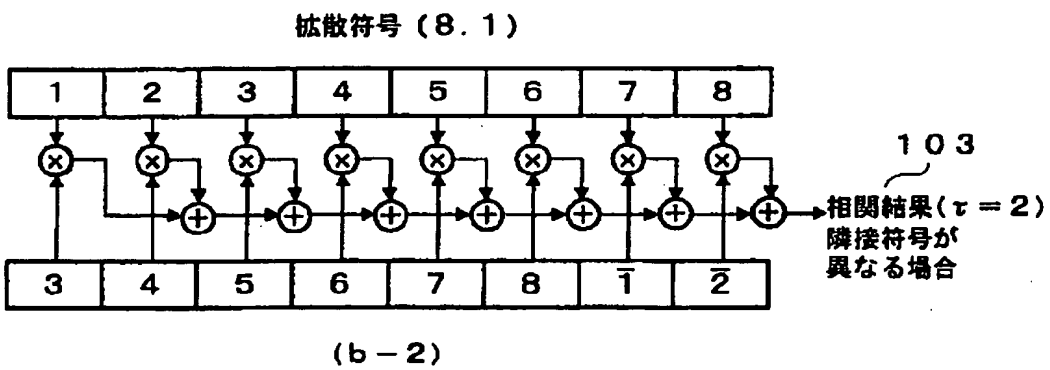 拡散符号 (8.1)
1 2 3 4 5 6 7 8
103
相関結果(τ=2)
隣接符号が
異なる場合
3 4 5 6 7 8 1̅ 2̅
(b-2)